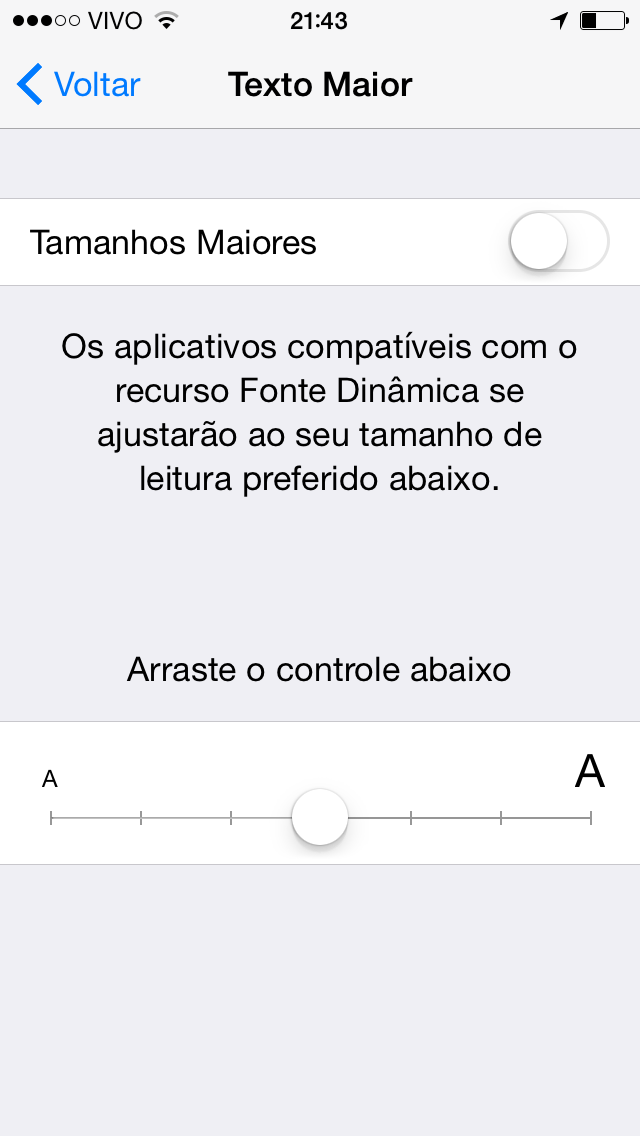 VIVO 21:43
Voltar Texto Maior
Tamanhos Maiores
Os aplicativos compatíveis com o
recurso Fonte Dinâmica se
ajustarão ao seu tamanho de
leitura preferido abaixo.
Arraste o controle abaixo
A A